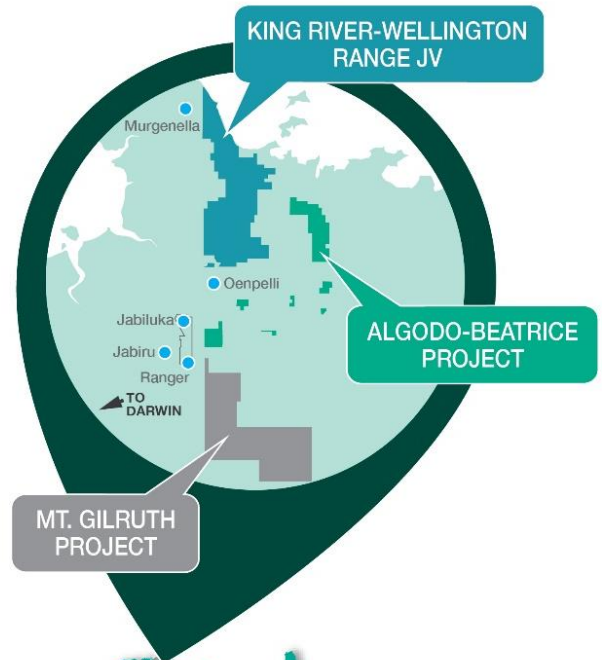 KING RIVER-WELLINGTON
RANGE JV
Murgenella
Oenpelli
Jabiluka
Jabiru
Ranger
ALGODO-BEATRICE
PROJECT
TO
DARWIN
MT. GILRUTH
PROJECT